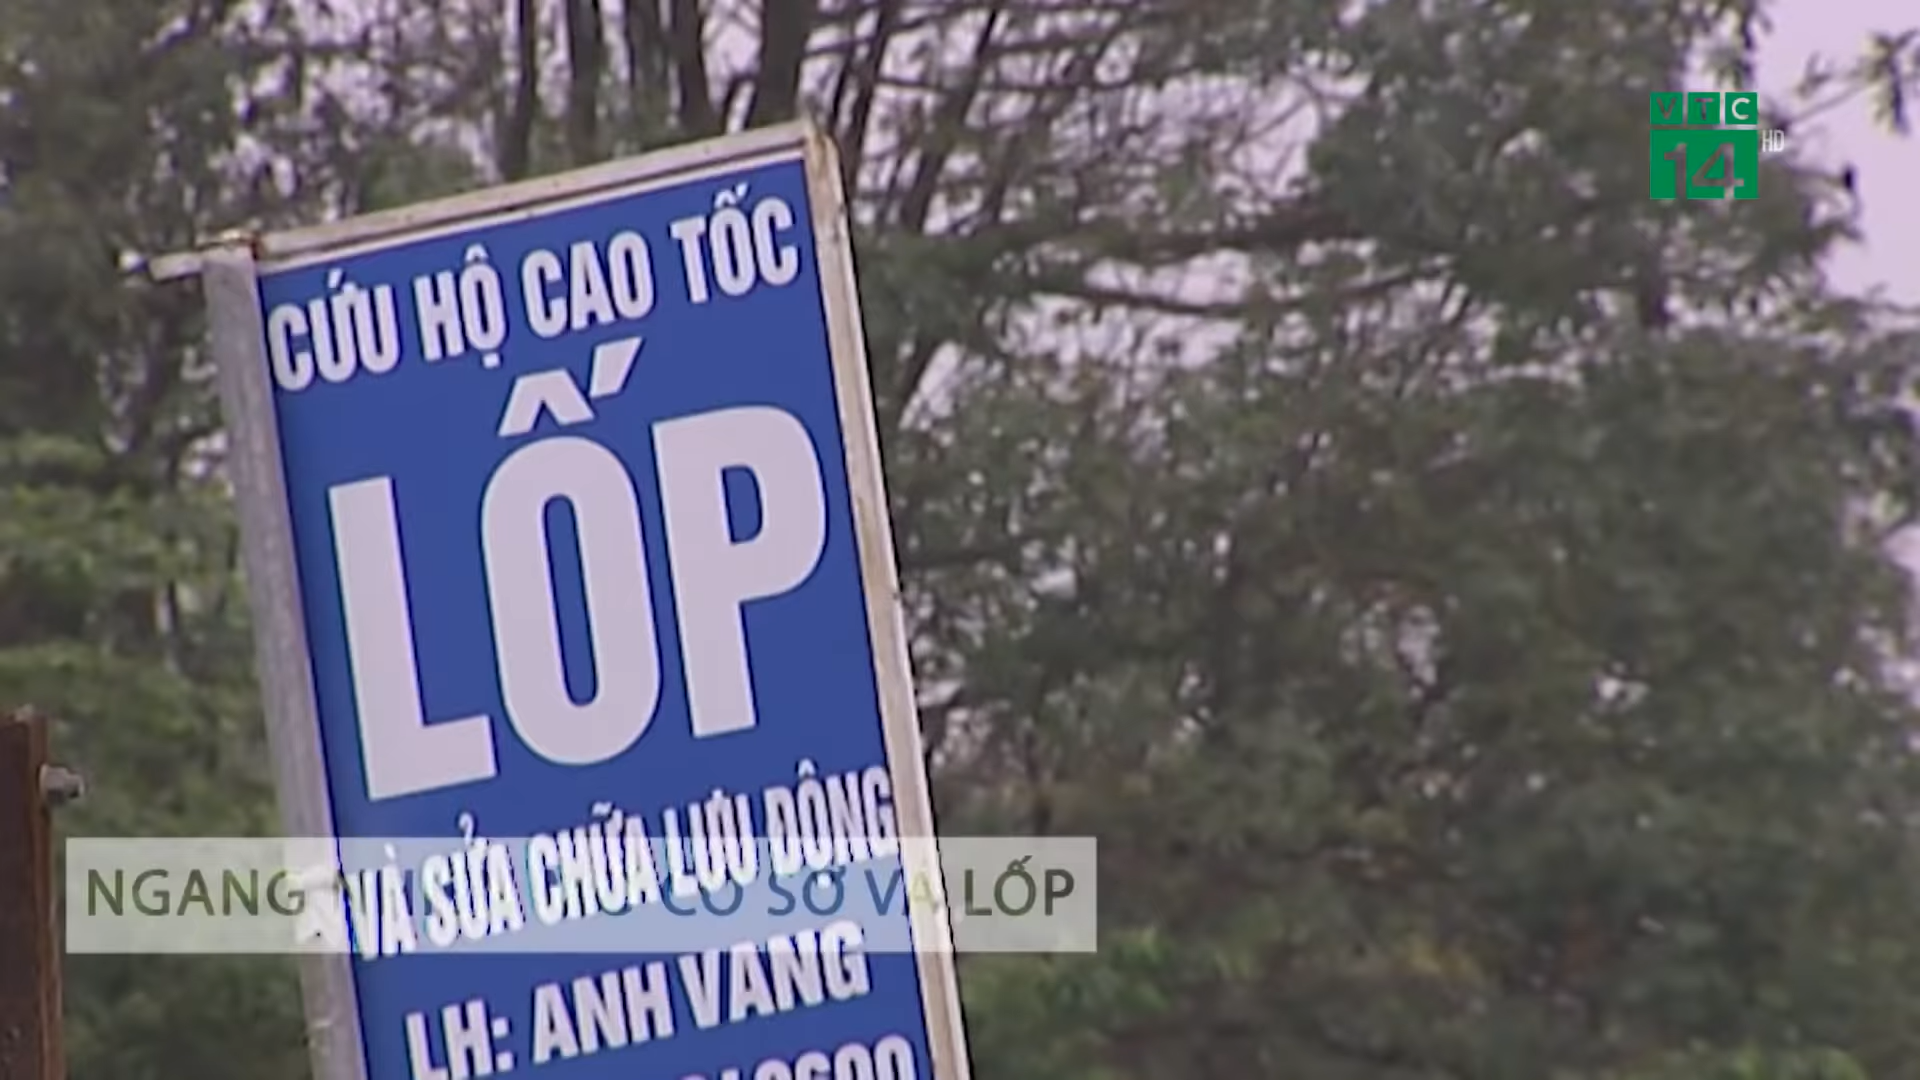 VTC
14 HD
CỨU HỘ CAO TỐC
LỐP
VÀ SỬA CHỮA LƯU ĐỘNG
NGANG CƠ SỞ VÁ LỐP
LH: ANH VANG